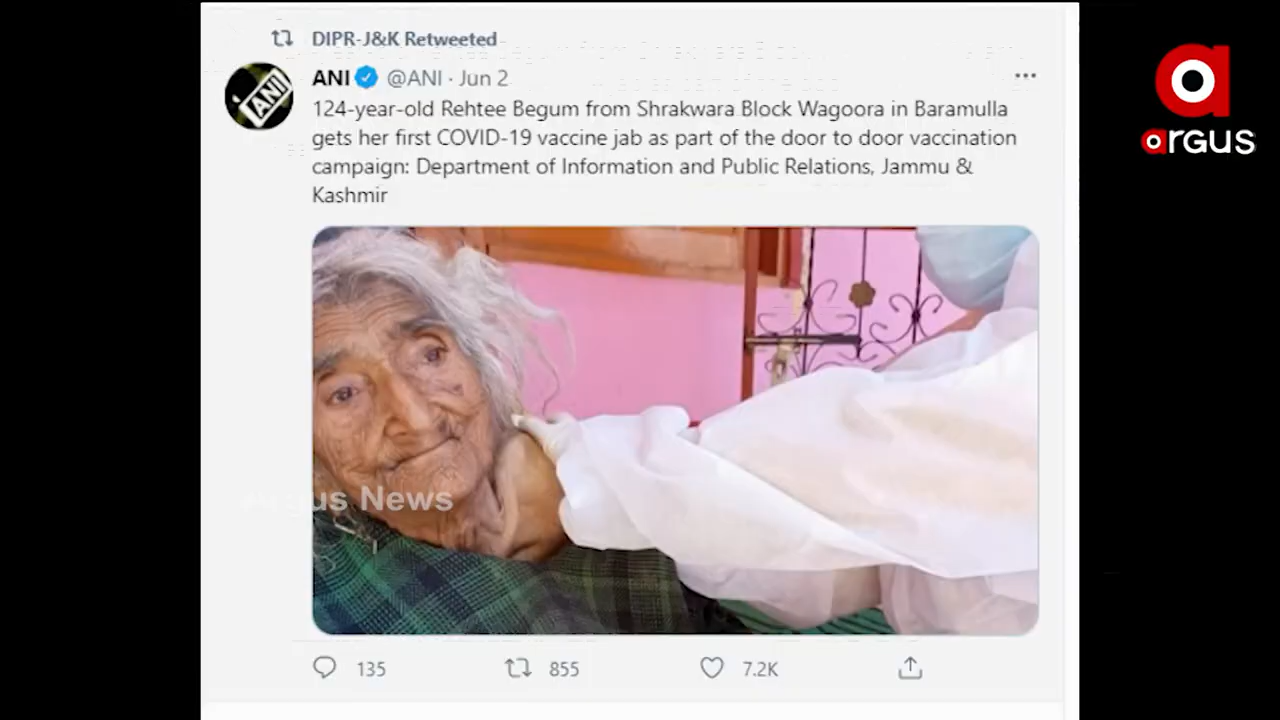 DIPR-J&K Retweeted
ANI @ANI · Jun 2
124-year-old Rehtee Begum from Shrakwara Block Wagoora in Baramulla
gets her first COVID-19 vaccine jab as part of the door to door vaccination
campaign: Department of Information and Public Relations, Jammu &
Kashmir
ANI
argus
Argus News
135 855 7.2K